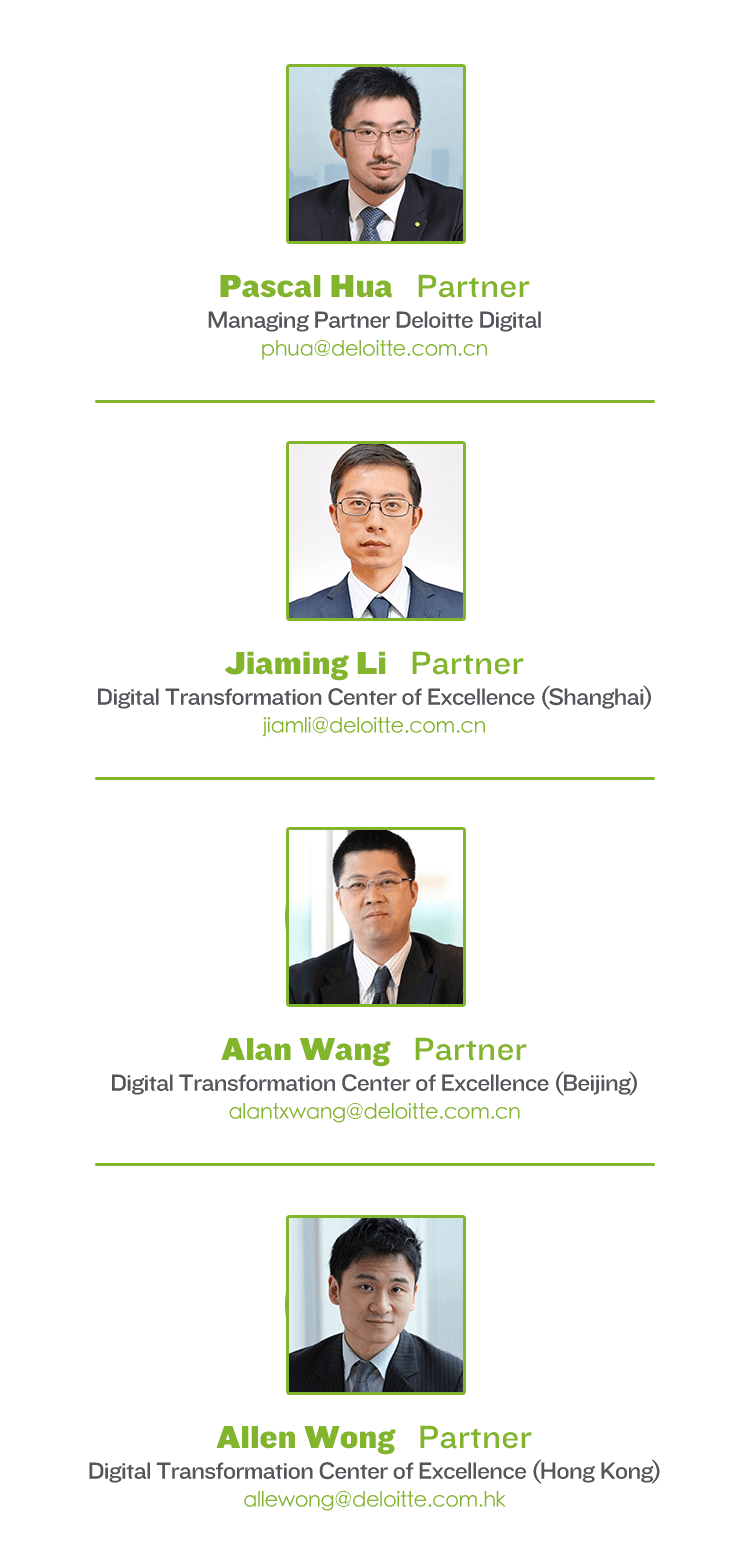 Pascal Hua Partner
Managing Partner Deloitte Digital
phua@deloitte.com.cn
Jiaming Li Partner
Digital Transformation Center of Excellence (Shanghai)
jiamli@deloitte.com.cn
Alan Wang Partner
Digital Transformation Center of Excellence (Beijing)
alantxwang@deloitte.com.cn
Allen Wong Partner
Digital Transformation Center of Excellence (Hong Kong)
allewong@deloitte.com.hk